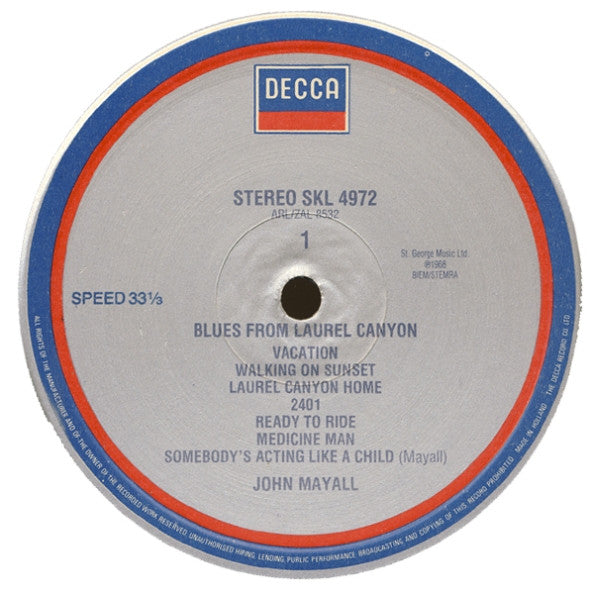 DECCA
STEREO SKL 4972
ARL/ZAL 8532
1
St. George Music Ltd.
℗1968
BIEM/STEMRA
SPEED 33⅓
BLUES FROM LAUREL CANYON
VACATION
WALKING ON SUNSET
LAUREL CANYON HOME
2401
READY TO RIDE
MEDICINE MAN
SOMEBODY'S ACTING LIKE A CHILD (Mayall)
JOHN MAYALL
ALL RIGHTS OF THE MANUFACTURER AND OF THE OWNER OF THE RECORDED WORK RESERVED. UNAUTHORISED HIRING, LENDING, PUBLIC PERFORMANCE, BROADCASTING AND COPYING OF THIS RECORD PROHIBITED. MADE IN HOLLAND THE DECCA RECORD CO LTD